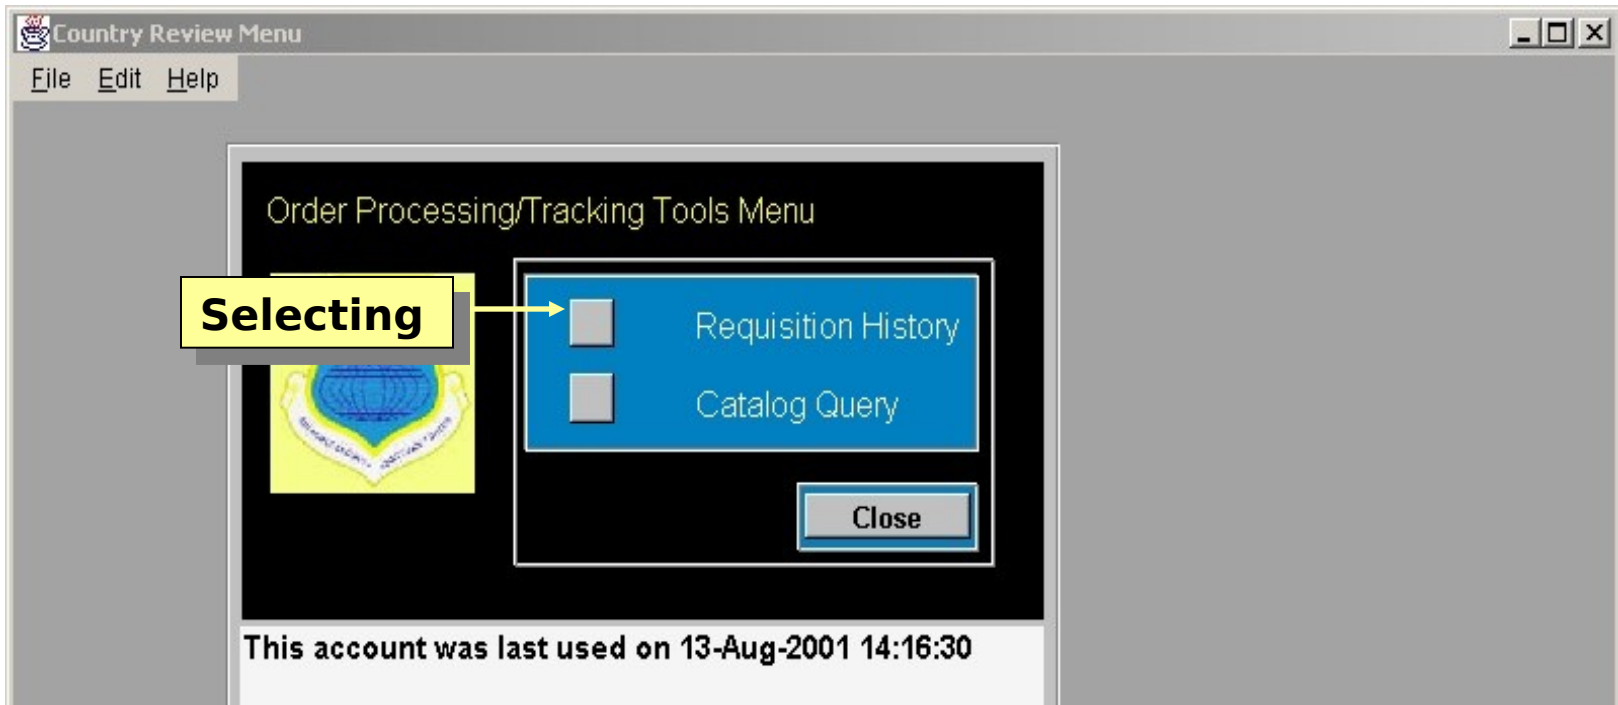 Country Review Menu
File Edit Help
Order Processing/Tracking Tools Menu
Selecting
Requisition History
Catalog Query
Close
This account was last used on 13-Aug-2001 14:16:30